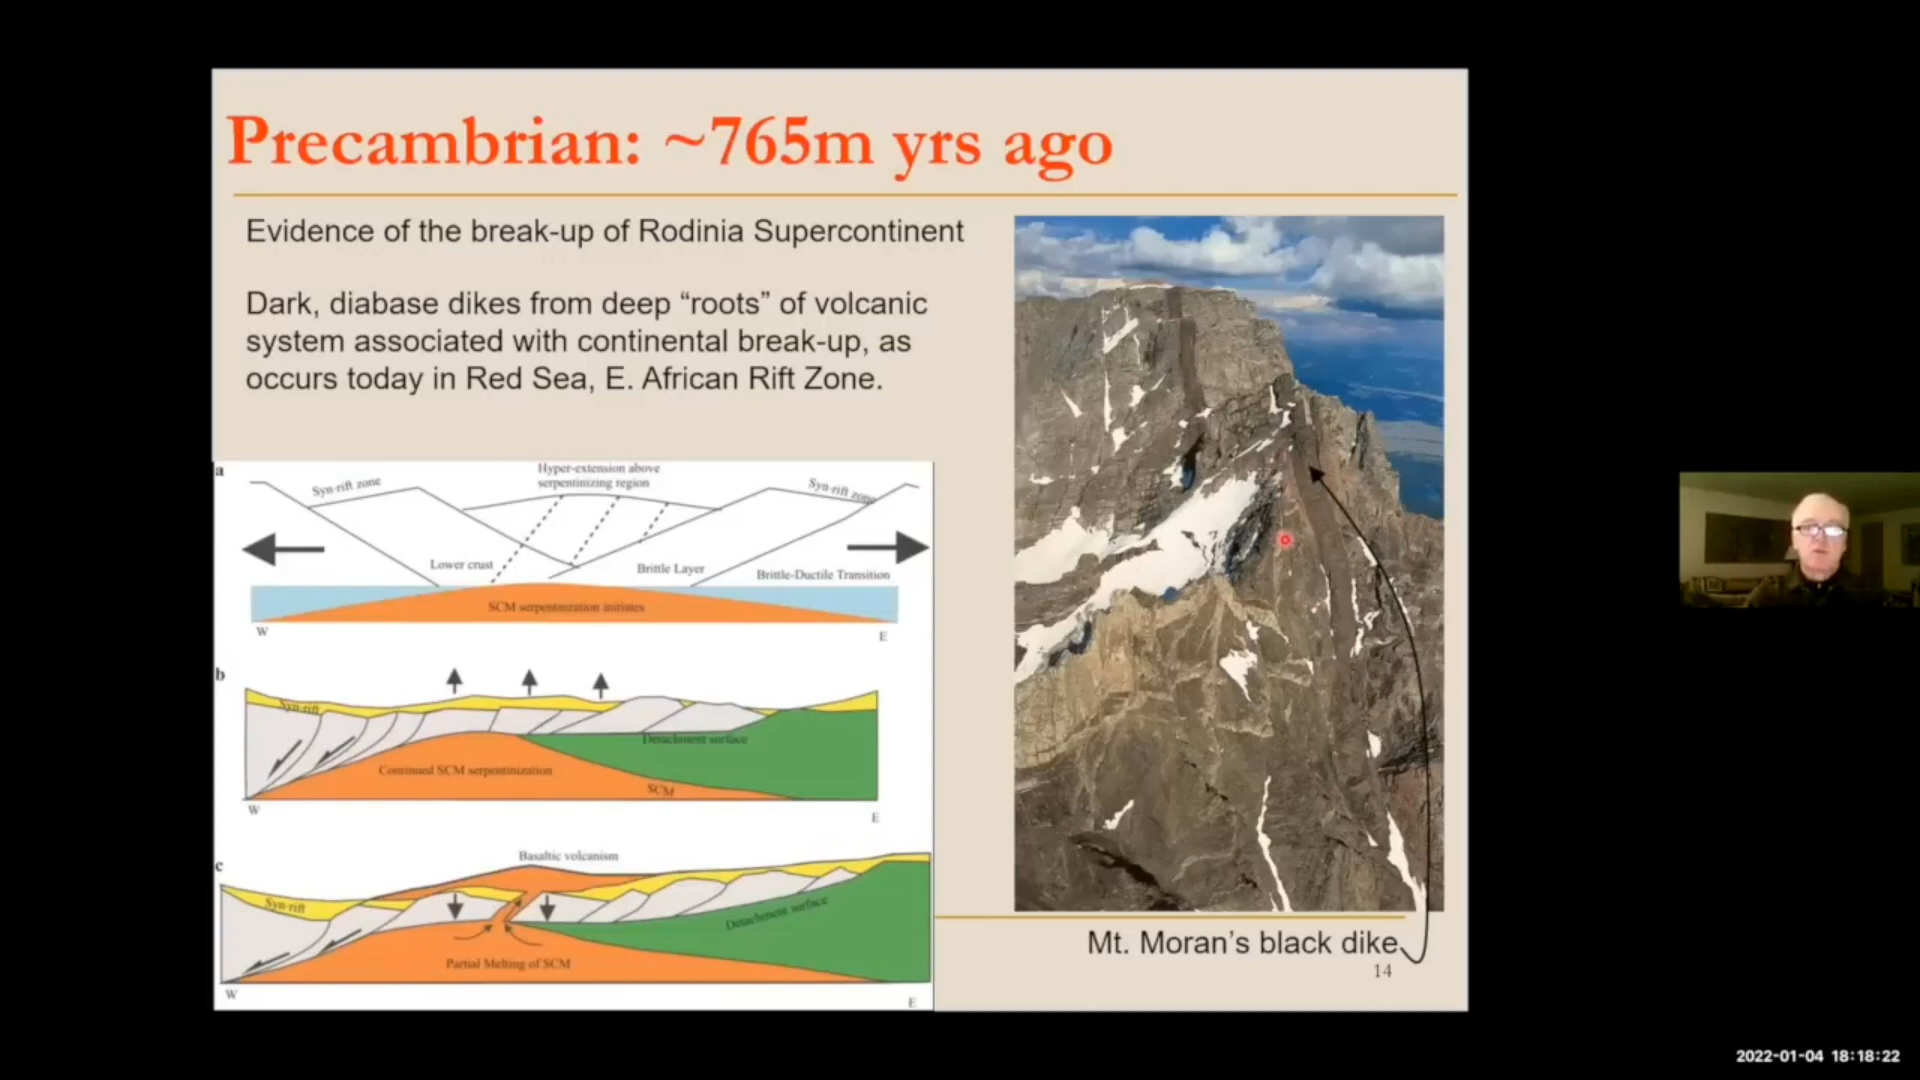 Precambrian: ~765m yrs ago
Evidence of the break-up of Rodinia Supercontinent
Dark, diabase dikes from deep “roots” of volcanic
system associated with continental break-up, as
occurs today in Red Sea, E. African Rift Zone.
a
Hyper-extension above
serpentinizing region
Syn-rift zone
Syn-rift zone
Lower crust
Brittle Layer
Brittle-Ductile Transition
SCM serpentinization initiates
W
E
b
Syn-rift
Detachment surface
Continued SCM serpentinization
SCM
W
E
c
Basaltic volcanism
Syn-rift
Detachment surface
Partial Melting of SCM
W
E
Mt. Moran’s black dike
14
2022-01-04 18:18:22